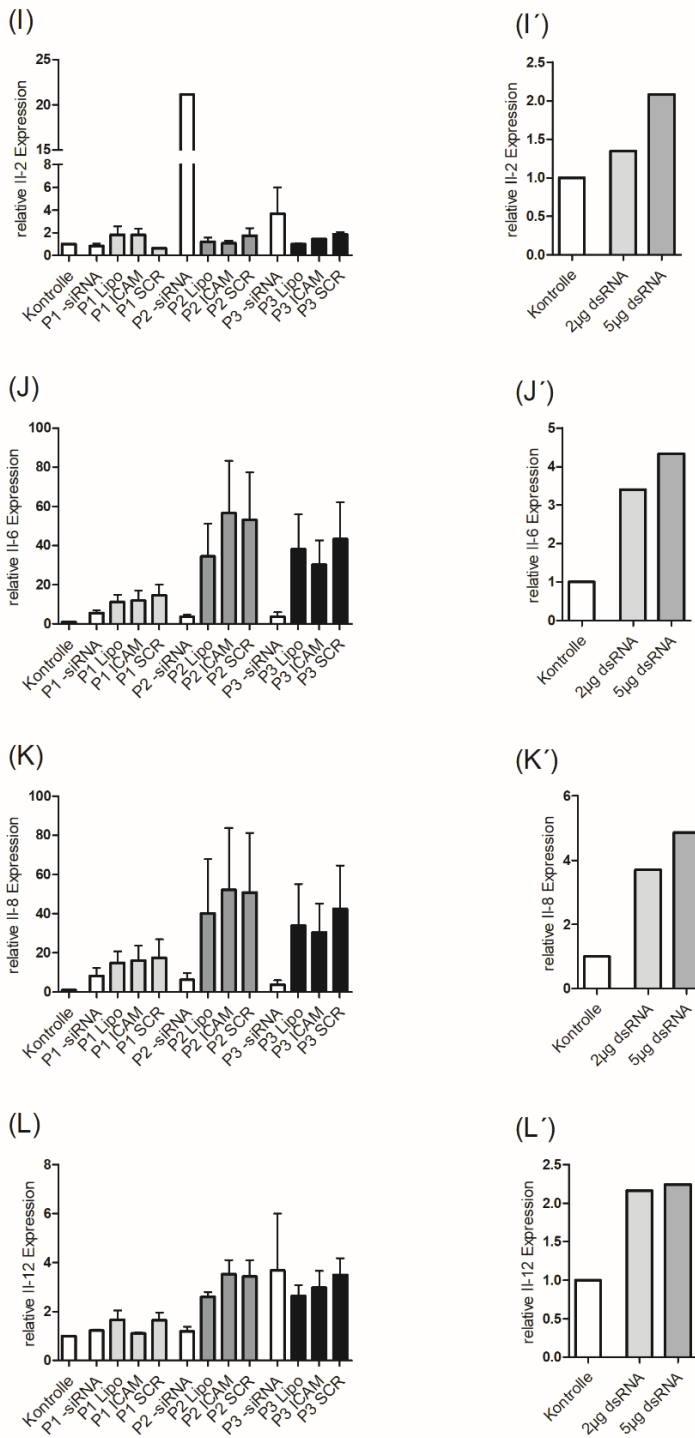 (I)
relative Il-2 Expression
25
20
15
8
6
4
2
0
Kontrolle
P1 -siRNA
P1 Lipo
P1 ICAM
P1 SCR
P2 -siRNA
P2 Lipo
P2 ICAM
P2 SCR
P3 -siRNA
P3 Lipo
P3 ICAM
P3 SCR
(I´)
relative Il-2 Expression
2.5
2.0
1.5
1.0
0.5
0.0
Kontrolle
2µg dsRNA
5µg dsRNA
(J)
relative Il-6 Expression
100
80
60
40
20
0
Kontrolle
P1 -siRNA
P1 Lipo
P1 ICAM
P1 SCR
P2 -siRNA
P2 Lipo
P2 ICAM
P2 SCR
P3 -siRNA
P3 Lipo
P3 ICAM
P3 SCR
(J´)
relative Il-6 Expression
5
4
3
2
1
0
Kontrolle
2µg dsRNA
5µg dsRNA
(K)
relative Il-8 Expression
100
80
60
40
20
0
Kontrolle
P1 -siRNA
P1 Lipo
P1 ICAM
P1 SCR
P2 -siRNA
P2 Lipo
P2 ICAM
P2 SCR
P3 -siRNA
P3 Lipo
P3 ICAM
P3 SCR
(K´)
relative Il-8 Expression
6
4
2
0
Kontrolle
2µg dsRNA
5µg dsRNA
(L)
relative Il-12 Expression
8
6
4
2
0
Kontrolle
P1 -siRNA
P1 Lipo
P1 ICAM
P1 SCR
P2 -siRNA
P2 Lipo
P2 ICAM
P2 SCR
P3 -siRNA
P3 Lipo
P3 ICAM
P3 SCR
(L´)
relative Il-12 Expression
2.5
2.0
1.5
1.0
0.5
0.0
Kontrolle
2µg dsRNA
5µg dsRNA